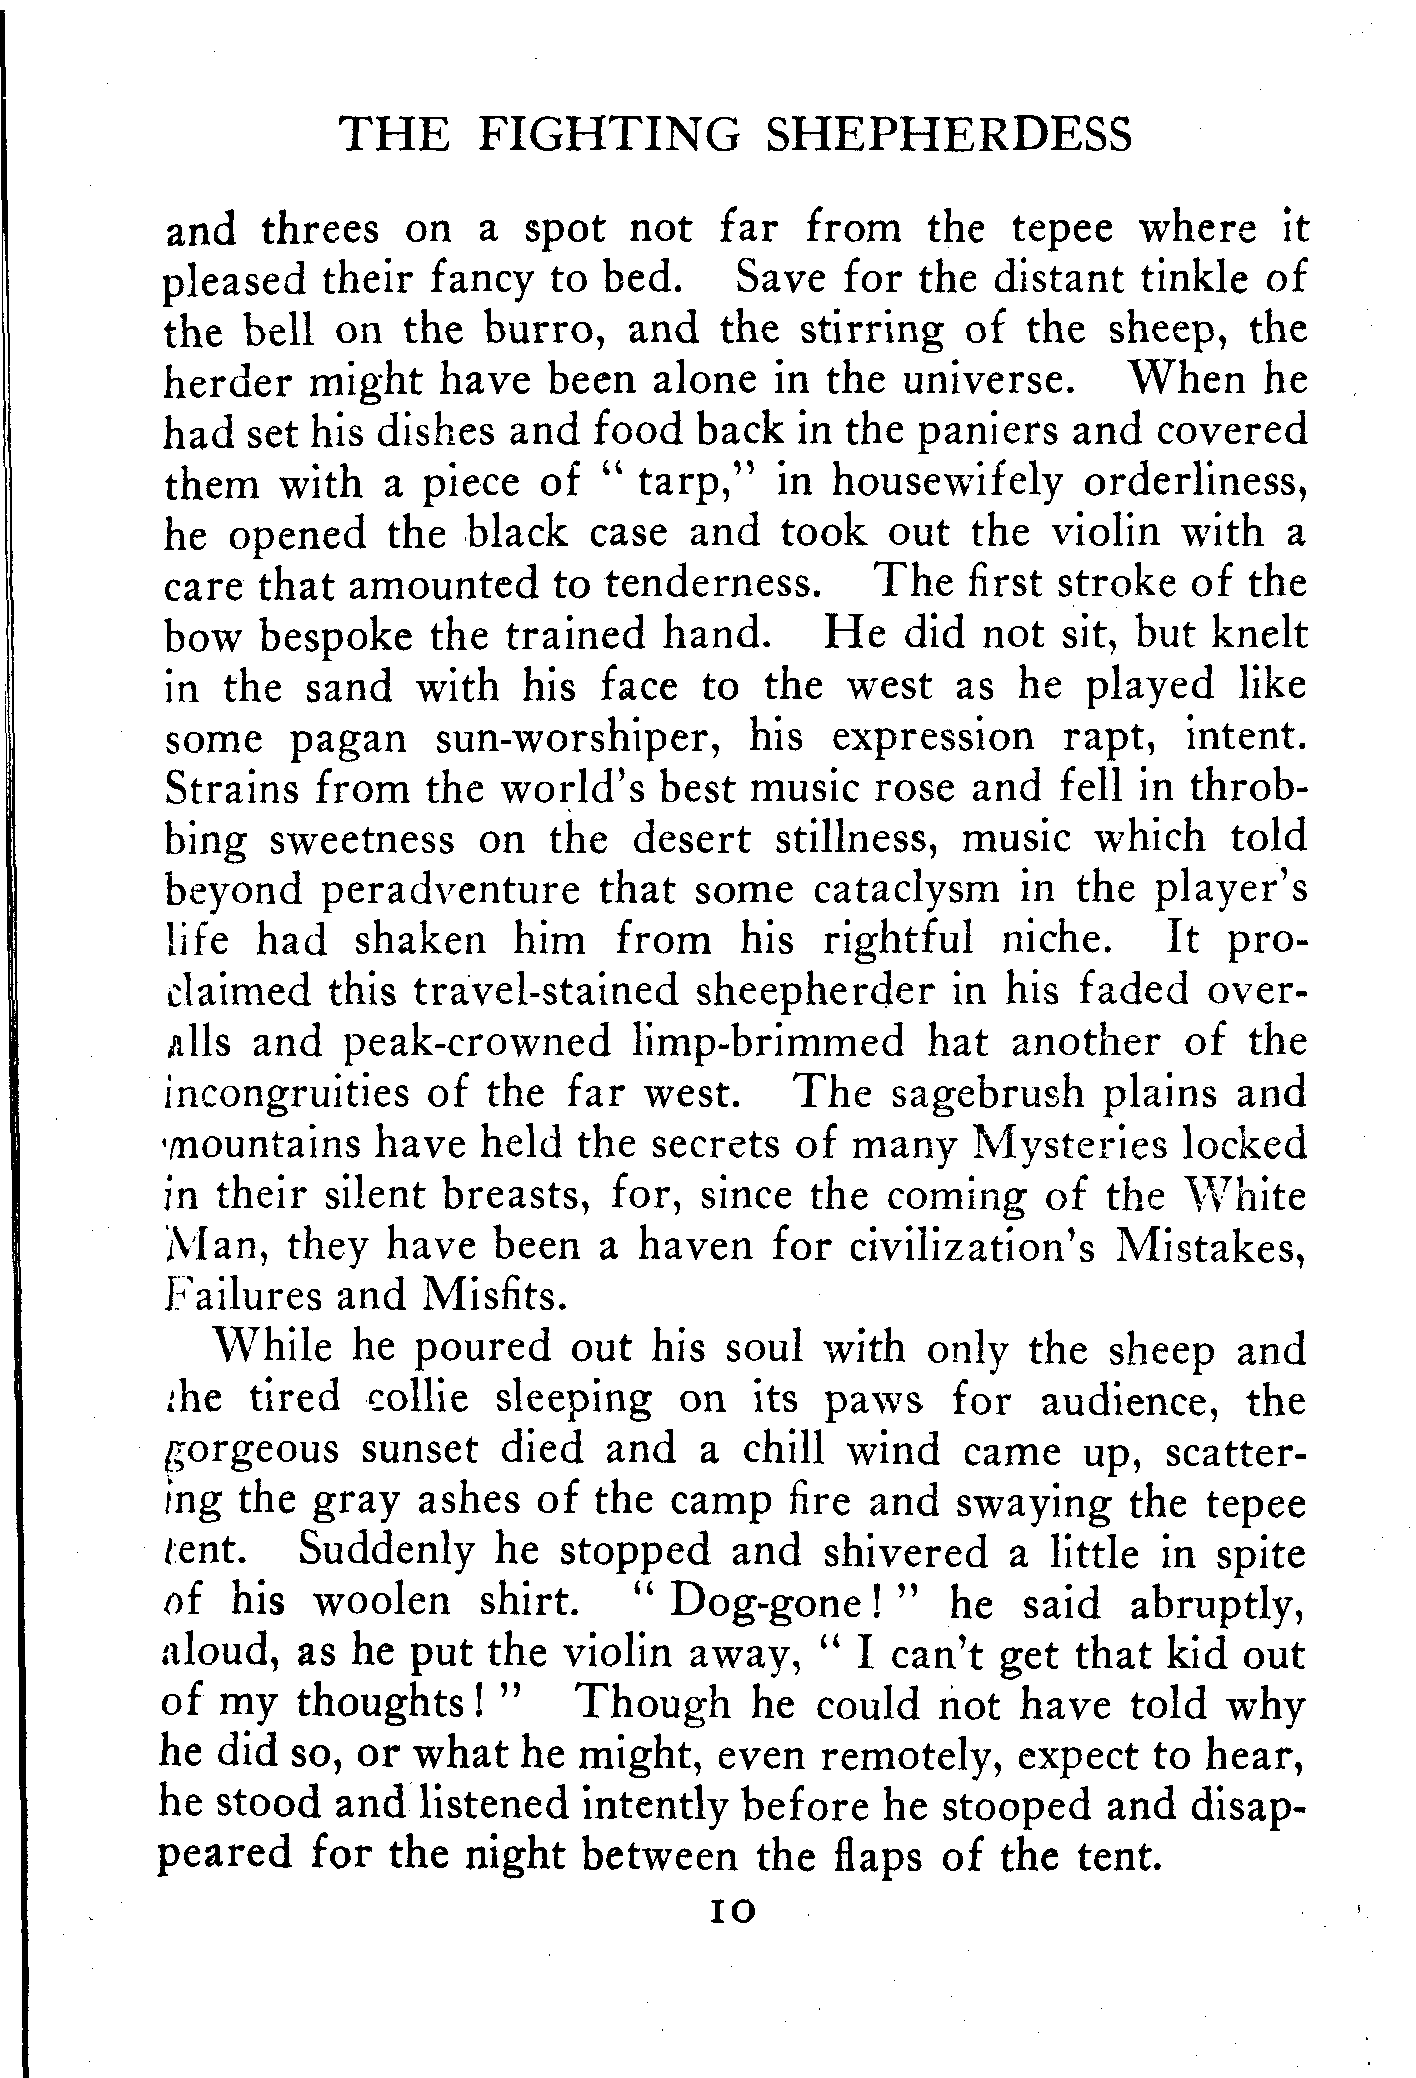 THE FIGHTING SHEPHERDESS
and threes on a spot not far from the tepee where it
pleased their fancy to bed. Save for the distant tinkle of
the bell on the burro, and the stirring of the sheep, the
herder might have been alone in the universe. When he
had set his dishes and food back in the paniers and covered
them with a piece of “ tarp,” in housewifely orderliness,
he opened the black case and took out the violin with a
care that amounted to tenderness. The first stroke of the
bow bespoke the trained hand. He did not sit, but knelt
in the sand with his face to the west as he played like
some pagan sun-worshiper, his expression rapt, intent.
Strains from the world's best music rose and fell in throb-
bing sweetness on the desert stillness, music which told
beyond peradventure that some cataclysm in the player's
life had shaken him from his rightful niche. It pro-
claimed this travel-stained sheepherder in his faded over-
alls and peak-crowned limp-brimmed hat another of the
incongruities of the far west. The sagebrush plains and
mountains have held the secrets of many Mysteries locked
in their silent breasts, for, since the coming of the White
Man, they have been a haven for civilization's Mistakes,
Failures and Misfits.
While he poured out his soul with only the sheep and
the tired collie sleeping on its paws for audience, the
gorgeous sunset died and a chill wind came up, scatter-
ing the gray ashes of the camp fire and swaying the tepee
tent. Suddenly he stopped and shivered a little in spite
of his woolen shirt. “ Dog-gone! ” he said abruptly,
aloud, as he put the violin away, “ I can't get that kid out
of my thoughts! ” Though he could not have told why
he did so, or what he might, even remotely, expect to hear,
he stood and listened intently before he stooped and disap-
peared for the night between the flaps of the tent.
10